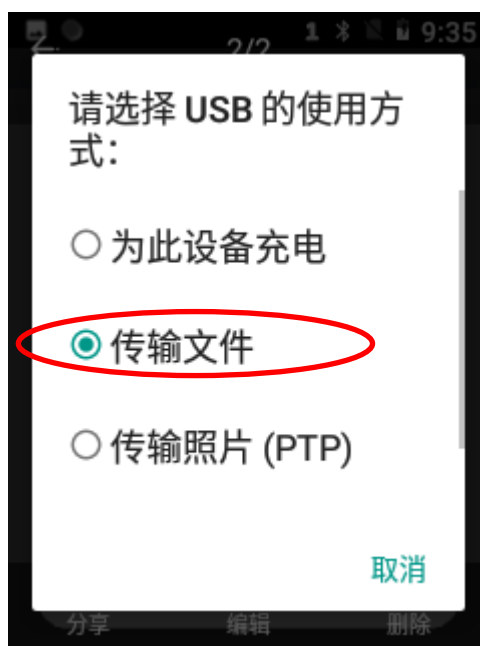 1 9:35
2/2
请选择 USB 的使用方
式：
为此设备充电
传输文件
传输照片 (PTP)
取消
分享 编辑 删除